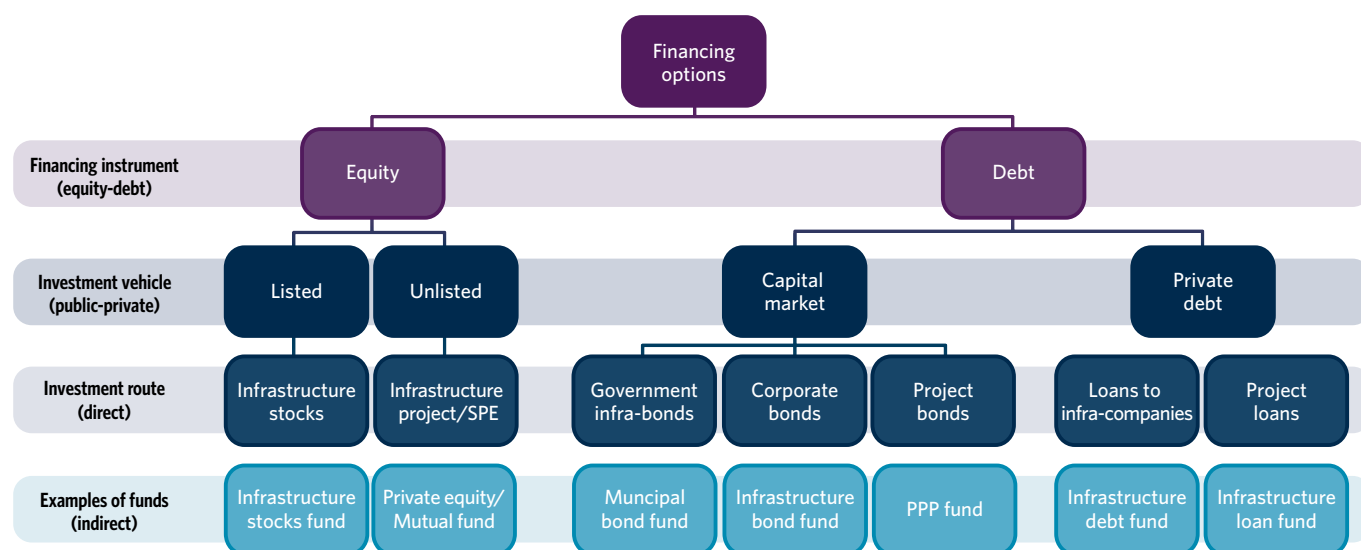 Financing
options
Financing instrument
(equity-debt)
Equity
Debt
Investment vehicle
(public-private)
Listed
Unlisted
Capital
market
Private
debt
Investment route
(direct)
Infrastructure
stocks
Infrastructure
project/SPE
Government
infra-bonds
Corporate
bonds
Project
bonds
Loans to
infra-companies
Project
loans
Examples of funds
(indirect)
Infrastructure
stocks fund
Private equity/
Mutual fund
Muncipal
bond fund
Infrastructure
bond fund
PPP fund
Infrastructure
debt fund
Infrastructure
loan fund